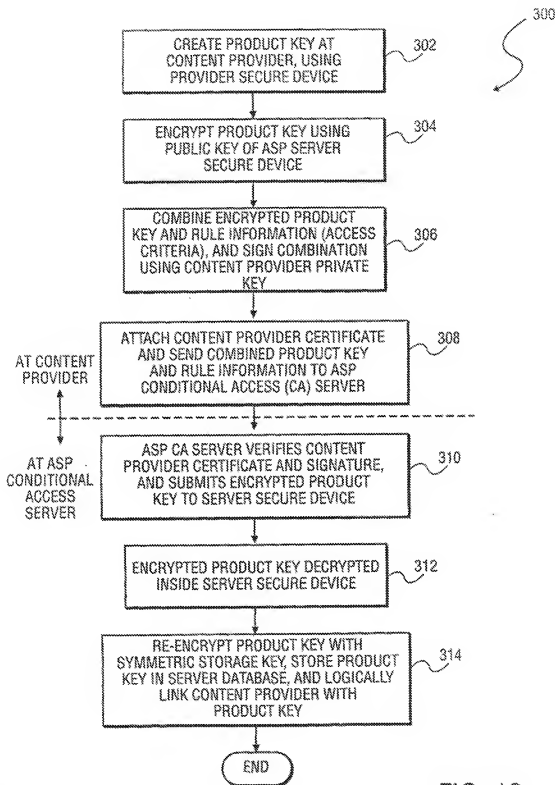 300
CREATE PRODUCT KEY AT
CONTENT PROVIDER, USING
PROVIDER SECURE DEVICE
302
ENCRYPT PRODUCT KEY USING
PUBLIC KEY OF ASP SERVER
SECURE DEVICE
304
COMBINE ENCRYPTED PRODUCT
KEY AND RULE INFORMATION (ACCESS
CRITERIA), AND SIGN COMBINATION
USING CONTENT PROVIDER PRIVATE
KEY
306
ATTACH CONTENT PROVIDER CERTIFICATE
AND SEND COMBINED PRODUCT KEY
AND RULE INFORMATION TO ASP
CONDITIONAL ACCESS (CA) SERVER
308
AT CONTENT
PROVIDER
AT ASP
CONDITIONAL
ACCESS
SERVER
ASP CA SERVER VERIFIES CONTENT
PROVIDER CERTIFICATE AND SIGNATURE,
AND SUBMITS ENCRYPTED PRODUCT
KEY TO SERVER SECURE DEVICE
310
ENCRYPTED PRODUCT KEY DECRYPTED
INSIDE SERVER SECURE DEVICE
312
RE-ENCRYPT PRODUCT KEY WITH
SYMMETRIC STORAGE KEY, STORE PRODUCT
KEY IN SERVER DATABASE, AND LOGICALLY
LINK CONTENT PROVIDER WITH
PRODUCT KEY
314
END